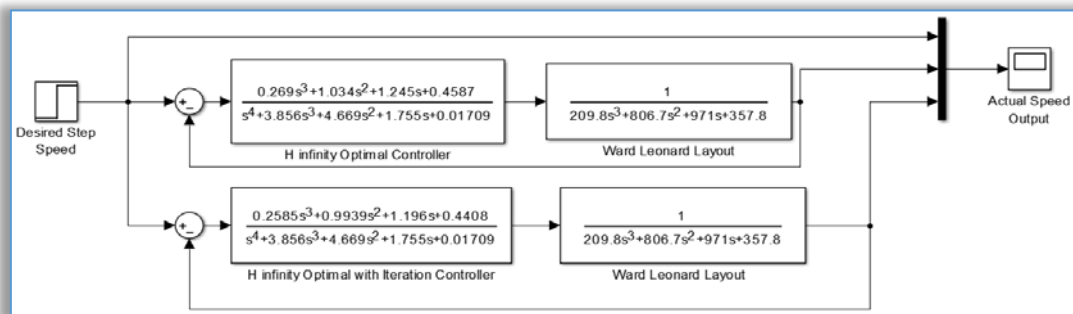 0.269s³+1.034s²+1.245s+0.4587
s⁴+3.856s³+4.669s²+1.755s+0.01709
H infinity Optimal Controller
1
209.8s³+806.7s²+971s+357.8
Ward Leonard Layout
Desired Step
Speed
Actual Speed
Output
0.2585s³+0.9939s²+1.196s+0.4408
s⁴+3.856s³+4.669s²+1.755s+0.01709
H infinity Optimal with Iteration Controller
1
209.8s³+806.7s²+971s+357.8
Ward Leonard Layout